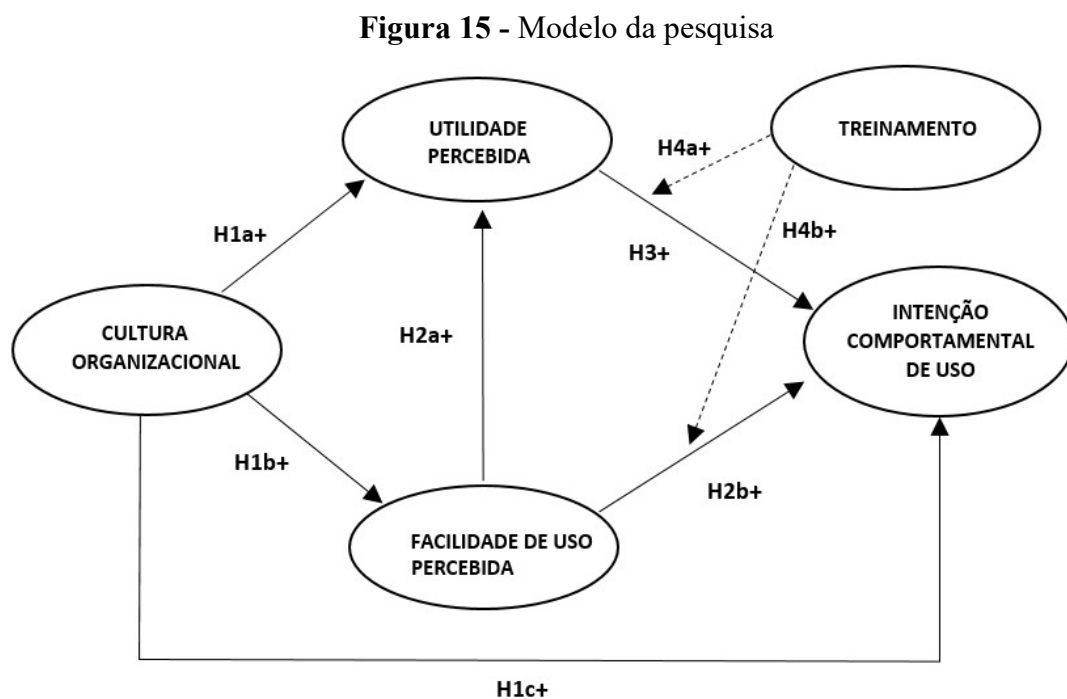 Figura 15 - Modelo da pesquisa
UTILIDADE
PERCEBIDA
TREINAMENTO
H4a+
H4b+
H1a+
H3+
H2a+
CULTURA
ORGANIZACIONAL
INTENÇÃO
COMPORTAMENTAL
DE USO
H1b+
H2b+
FACILIDADE DE USO
PERCEBIDA
H1c+